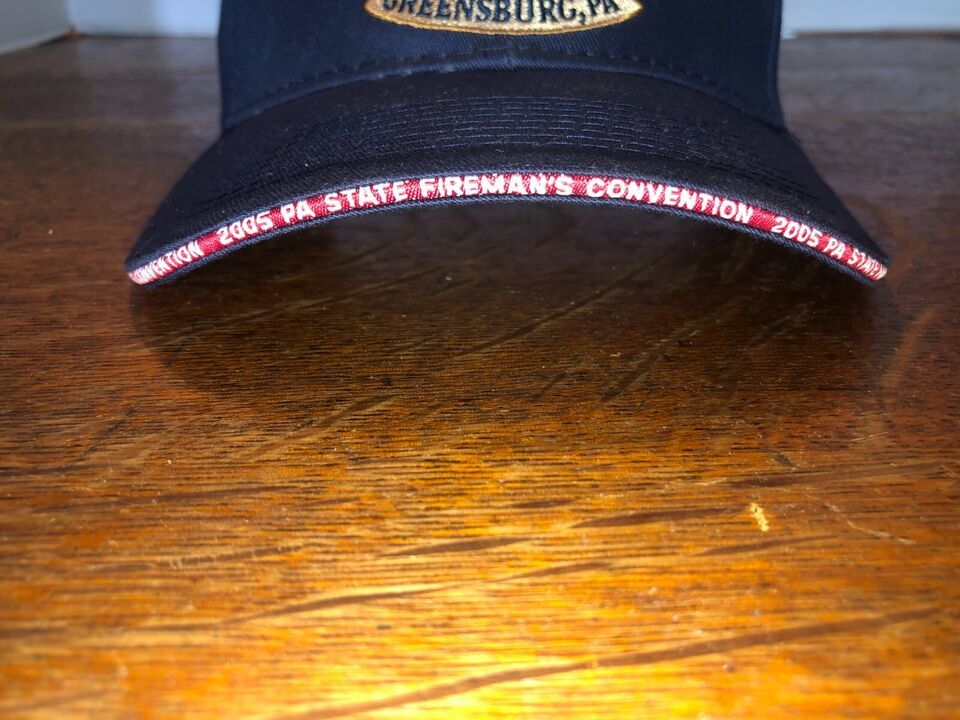 GREENSBURG, PA
CONVENTION 2005 PA STATE FIREMAN'S CONVENTION 2005 PA STATE